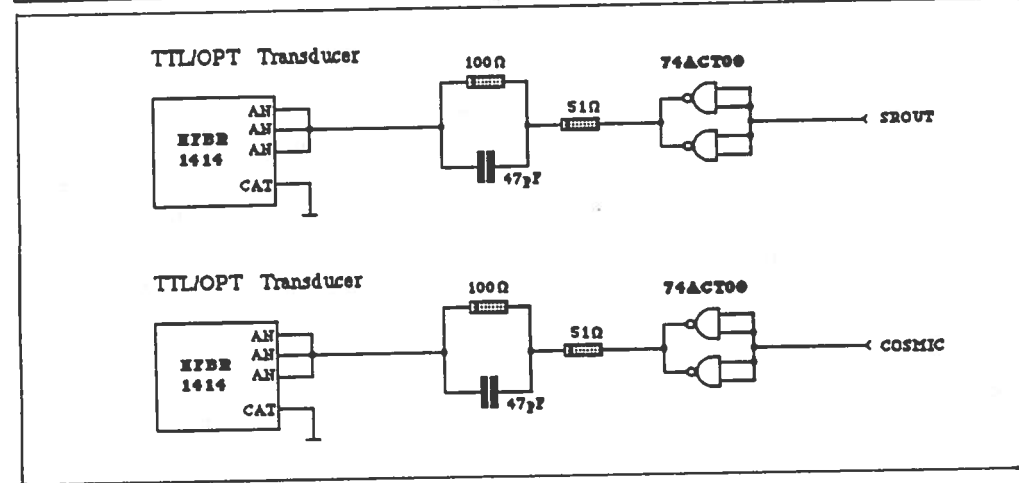 TTL/OPT Transducer
100Ω
74ACT00
AN
AN
AN
HFBR
1414
CAT
51Ω
47pF
SROUT
TTL/OPT Transducer
100Ω
74ACT00
AN
AN
AN
HFBR
1414
CAT
51Ω
47pF
COSMIC